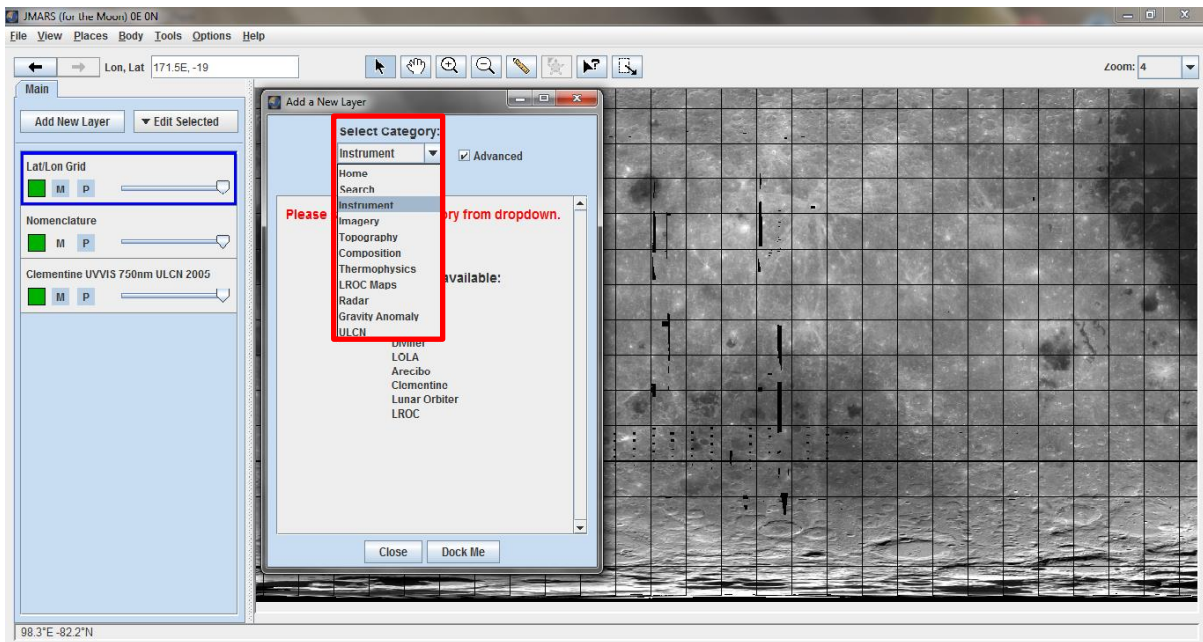 JMARS (for the Moon) 0E 0N
File View Places Body Tools Options Help
Lon, Lat 171.5E, -19
Zoom: 4
Main
Add New Layer Edit Selected
Lat/Lon Grid
M P
Nomenclature
M P
Clementine UVVIS 750nm ULCN 2005
M P
Add a New Layer
Select Category:
Instrument Advanced
Home
Search
Instrument
Imagery
Topography
Composition
Thermophysics
LROC Maps
Radar
Gravity Anomaly
ULCN
Please ory from dropdown.
available:
Diviner
LOLA
Arecibo
Clementine
Lunar Orbiter
LROC
Close Dock Me
98.3°E -82.2°N